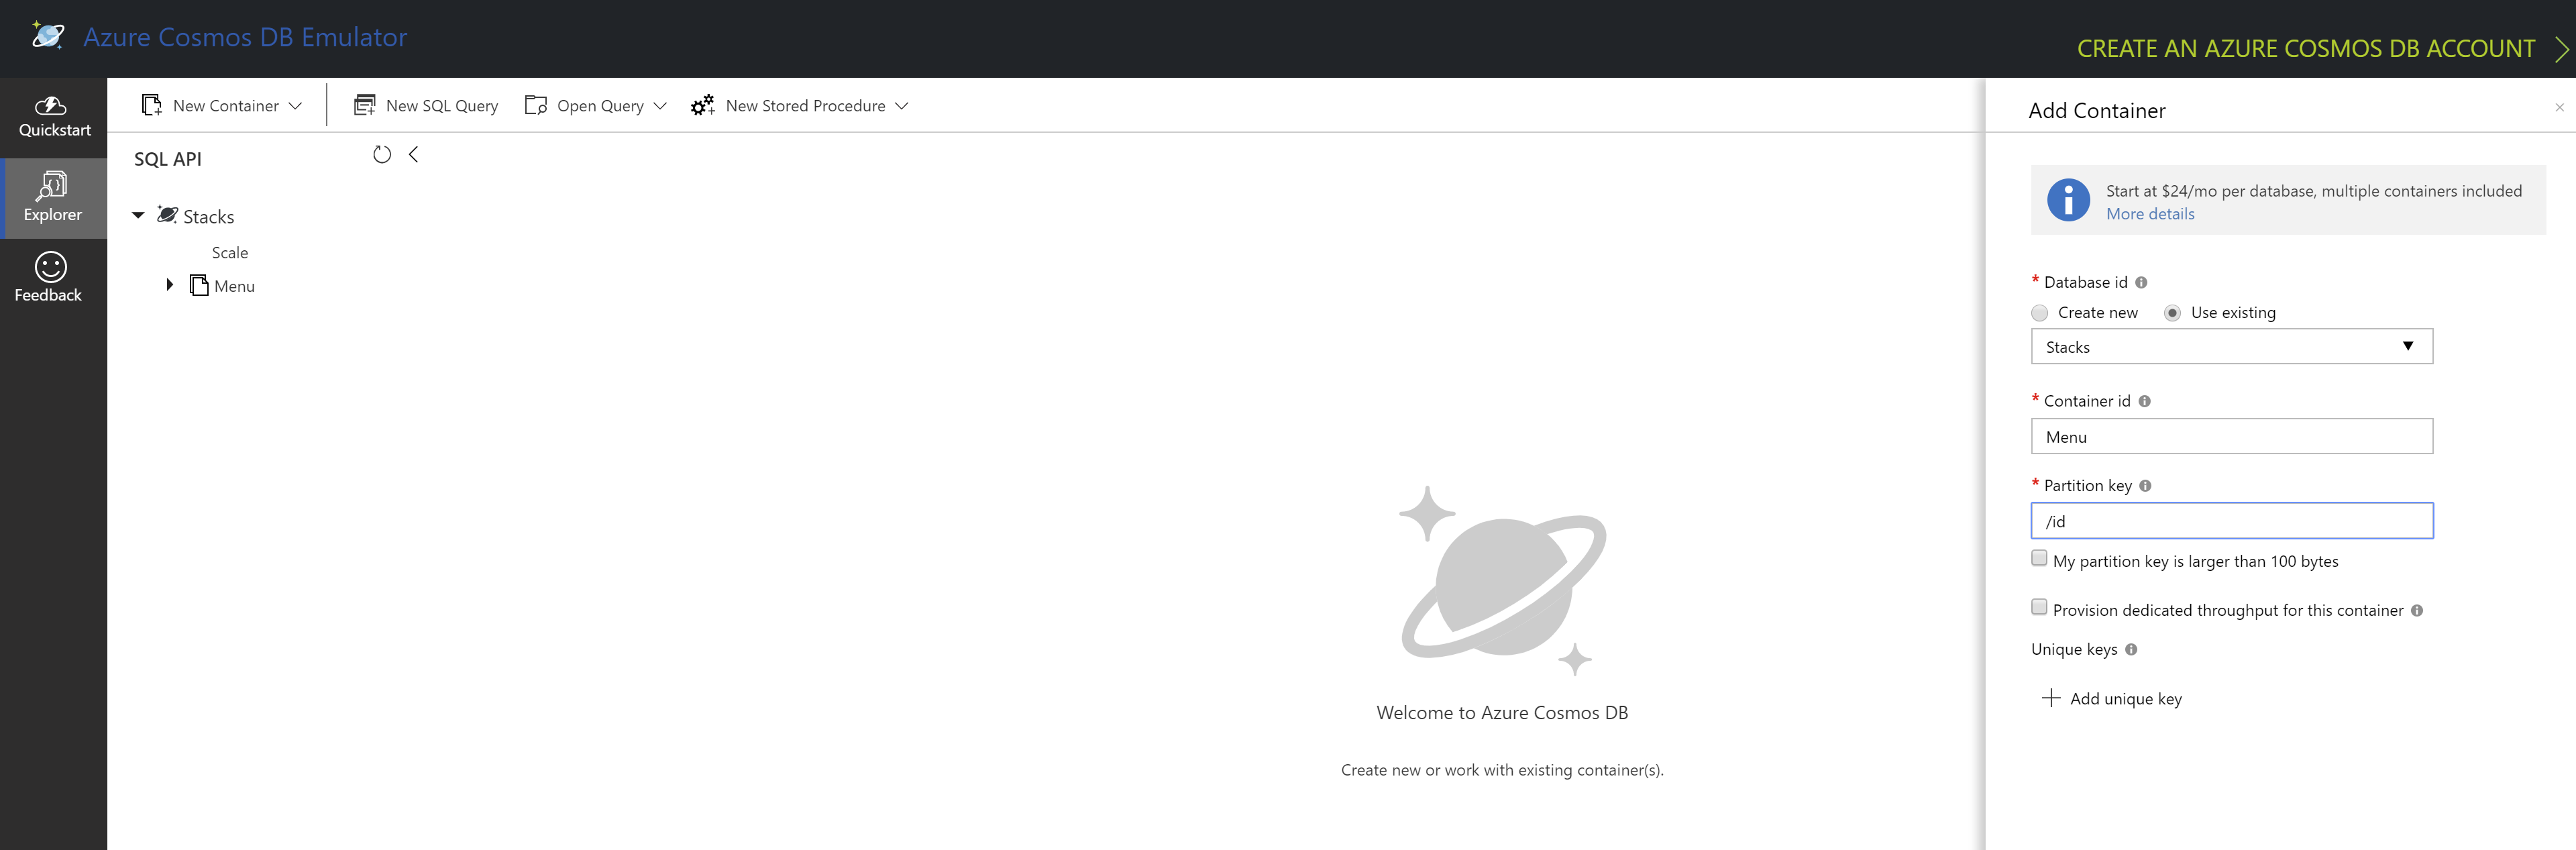 Azure Cosmos DB Emulator
CREATE AN AZURE COSMOS DB ACCOUNT
Quickstart
Explorer
Feedback
New Container
New SQL Query
Open Query
New Stored Procedure
SQL API
Stacks
Scale
Menu
Welcome to Azure Cosmos DB
Create new or work with existing container(s).
Add Container
×
Start at $24/mo per database, multiple containers included
More details
* Database id
Create new Use existing
Stacks
* Container id
Menu
* Partition key
/id
My partition key is larger than 100 bytes
Provision dedicated throughput for this container
Unique keys
Add unique key